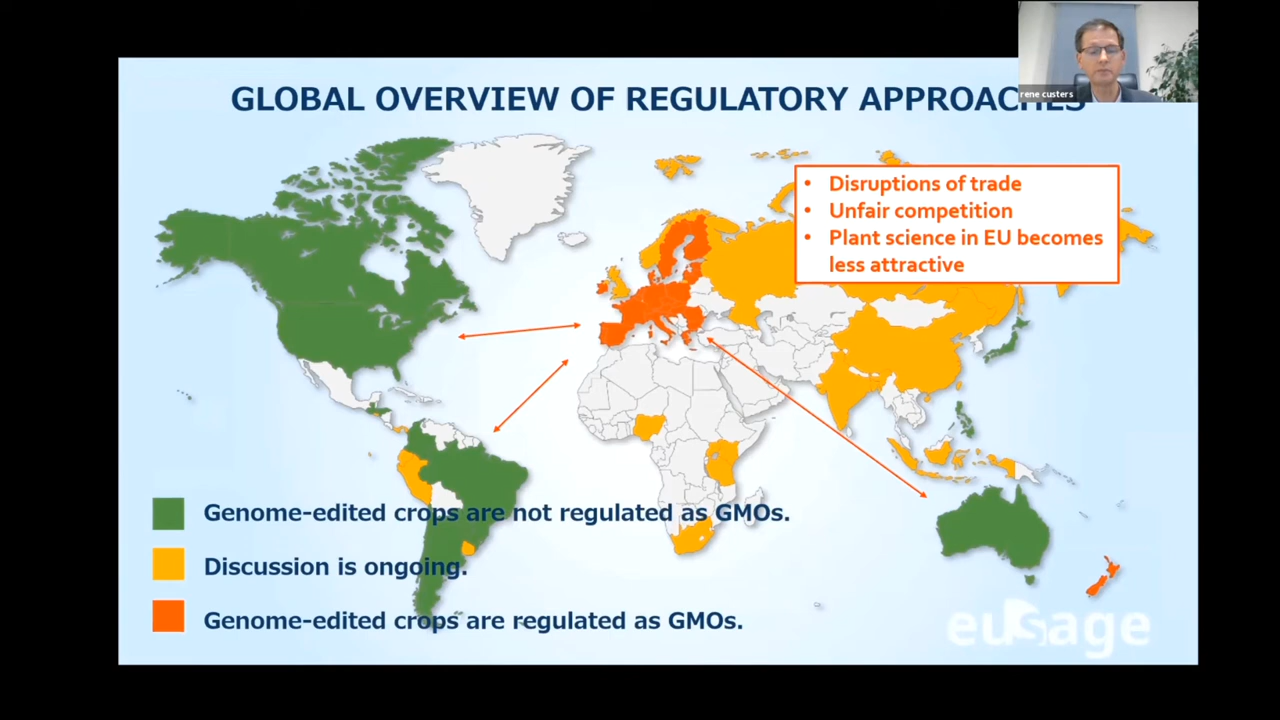 GLOBAL OVERVIEW OF REGULATORY APPROACHES
rene custers
• Disruptions of trade
• Unfair competition
• Plant science in EU becomes
less attractive
Genome-edited crops are not regulated as GMOs.
Discussion is ongoing.
Genome-edited crops are regulated as GMOs.
eusage